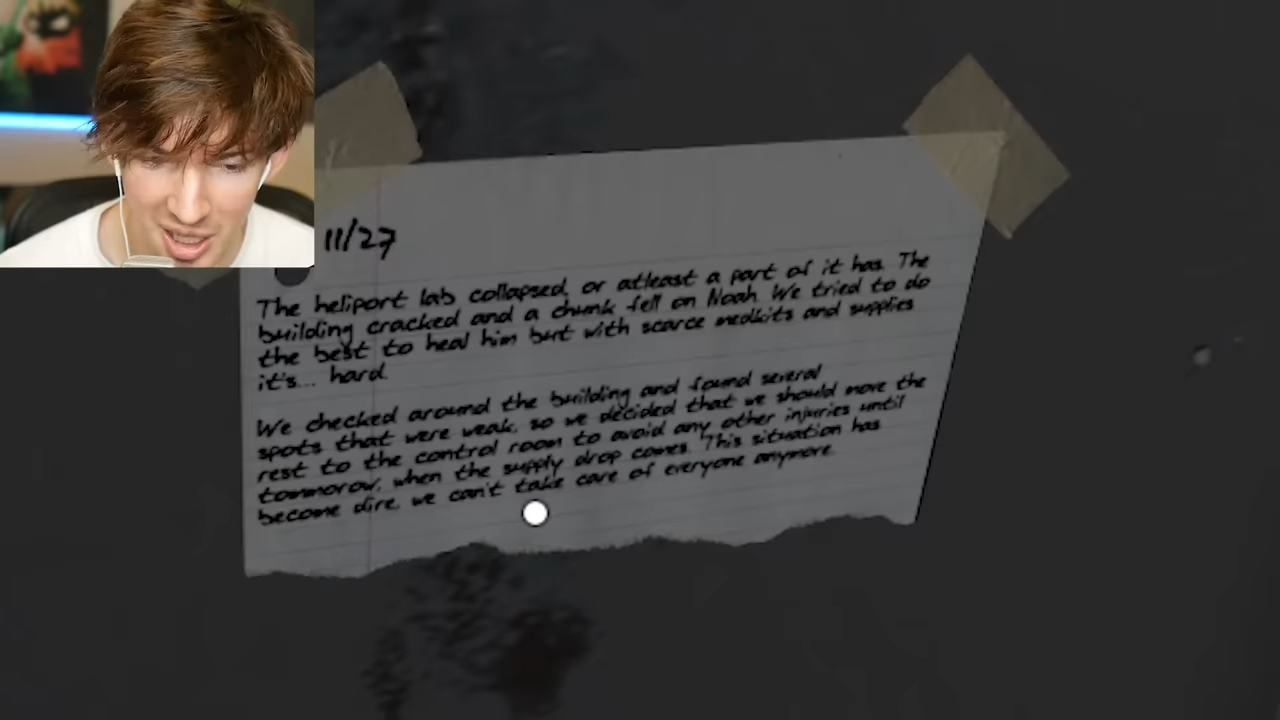 11/27
The heliport lab collapsed, or atleast a part of it has. The
building cracked and a chunk fell on Noah. We tried to do
the best to heal him but with scarce medkits and supplies
it's... hard.
We checked around the building and found several
spots that were weak, so we decided that we should move the
rest to the control room to avoid any other injuries until
tommorow, when the supply drop comes. This situation has
become dire, we can't take care of everyone anymore.